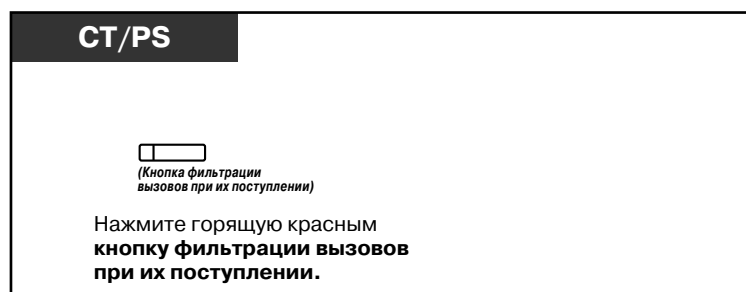 CT/PS
(Кнопка фильтрации
вызовов при их поступлении)
Нажмите горящую красным
кнопку фильтрации вызовов
при их поступлении.